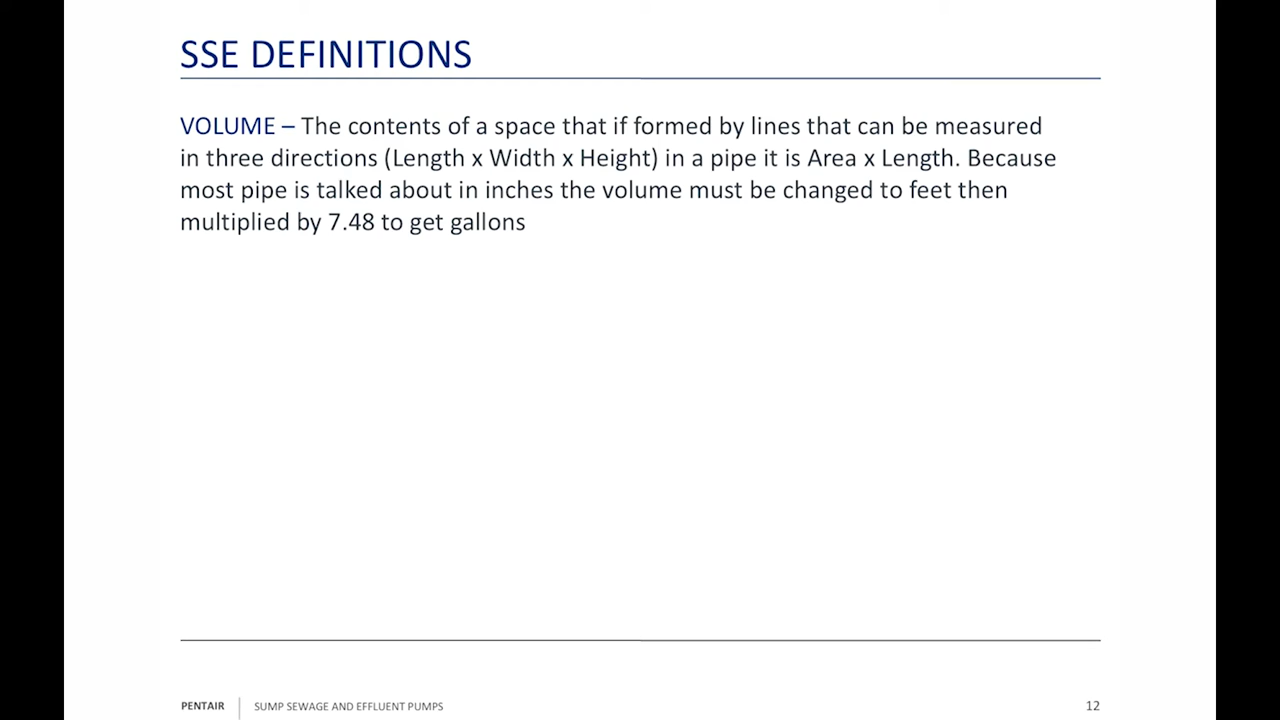 SSE DEFINITIONS
VOLUME – The contents of a space that if formed by lines that can be measured
in three directions (Length x Width x Height) in a pipe it is Area x Length. Because
most pipe is talked about in inches the volume must be changed to feet then
multiplied by 7.48 to get gallons
PENTAIR
SUMP SEWAGE AND EFFLUENT PUMPS
12